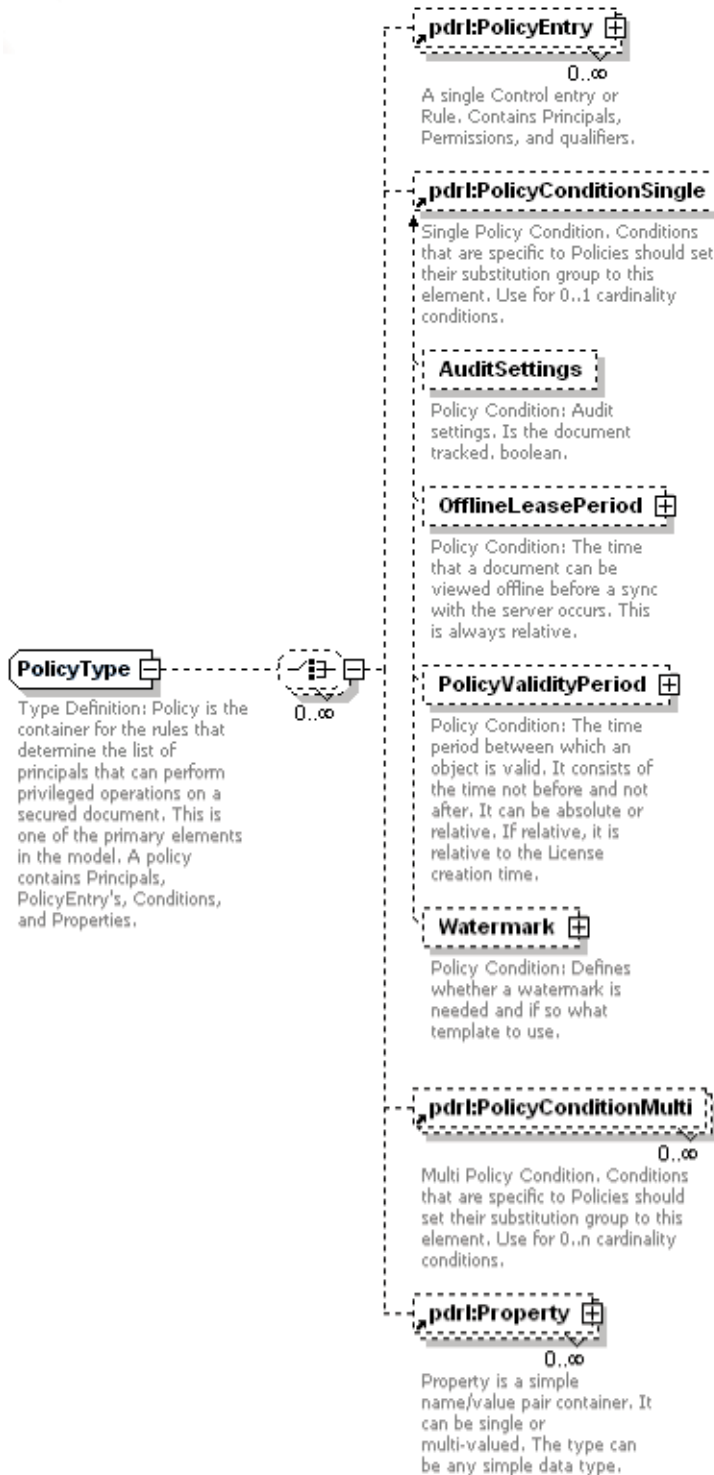 pdrl:PolicyEntry
0..∞
A single Control entry or
Rule. Contains Principals,
Permissions, and qualifiers.
pdrl:PolicyConditionSingle
Single Policy Condition. Conditions
that are specific to Policies should set
their substitution group to this
element. Use for 0..1 cardinality
conditions.
AuditSettings
Policy Condition: Audit
settings. Is the document
tracked. boolean.
OfflineLeasePeriod
Policy Condition: The time
that a document can be
viewed offline before a sync
with the server occurs. This
is always relative.
PolicyType
0..∞
Type Definition: Policy is the
container for the rules that
determine the list of
principals that can perform
privileged operations on a
secured document. This is
one of the primary elements
in the model. A policy
contains Principals,
PolicyEntry's, Conditions,
and Properties.
PolicyValidityPeriod
Policy Condition: The time
period between which an
object is valid. It consists of
the time not before and not
after. It can be absolute or
relative. If relative, it is
relative to the License
creation time.
Watermark
Policy Condition: Defines
whether a watermark is
needed and if so what
template to use.
pdrl:PolicyConditionMulti
0..∞
Multi Policy Condition. Conditions
that are specific to Policies should
set their substitution group to this
element. Use for 0..n cardinality
conditions.
pdrl:Property
0..∞
Property is a simple
name/value pair container. It
can be single or
multi-valued. The type can
be any simple data type.